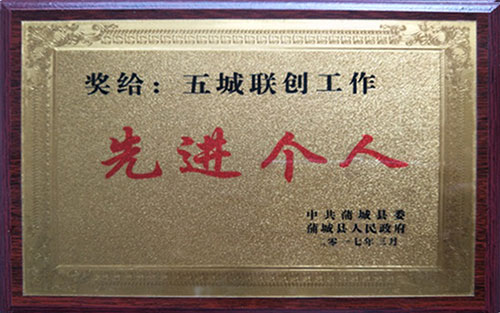 奖给：五城联创工作
先进个人
中共蒲城县委
蒲城县人民政府
二零一七年三月